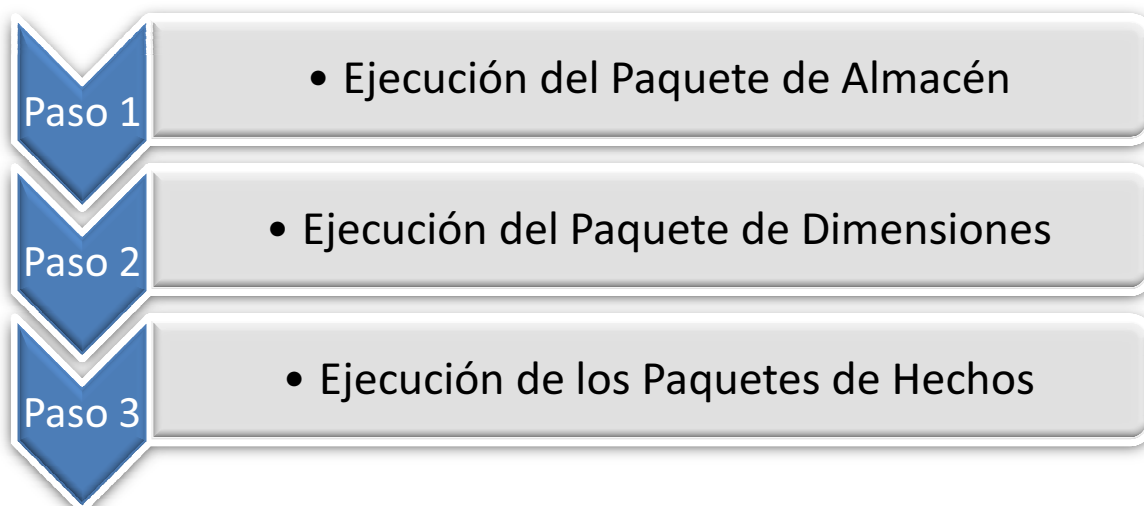 Paso 1
• Ejecución del Paquete de Almacén
Paso 2
• Ejecución del Paquete de Dimensiones
Paso 3
• Ejecución de los Paquetes de Hechos